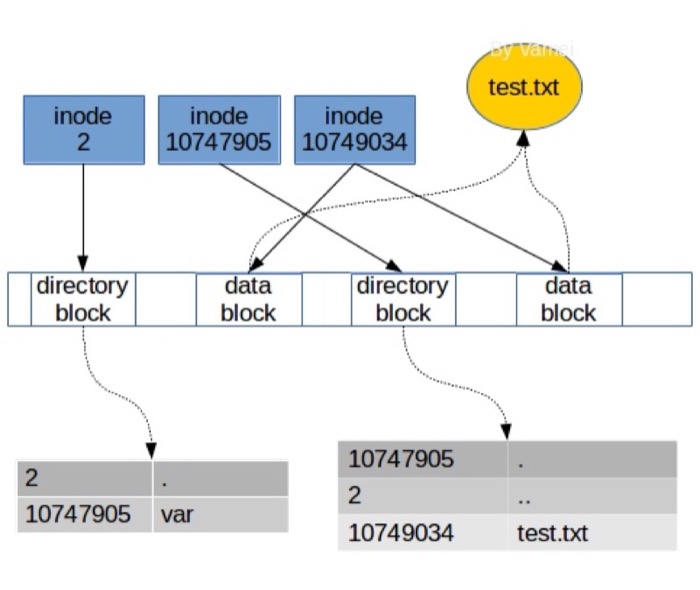 By Vamei
test.txt
inode
2
inode
10747905
inode
10749034
directory
block
data
block
directory
block
data
block
2 .
10747905 var
10747905 .
2 ..
10749034 test.txt